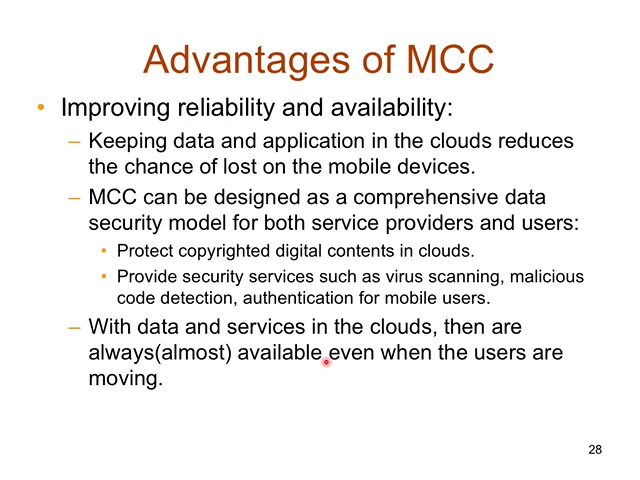 Advantages of MCC
• Improving reliability and availability:
– Keeping data and application in the clouds reduces
the chance of lost on the mobile devices.
– MCC can be designed as a comprehensive data
security model for both service providers and users:
• Protect copyrighted digital contents in clouds.
• Provide security services such as virus scanning, malicious
code detection, authentication for mobile users.
– With data and services in the clouds, then are
always(almost) available even when the users are
moving.
28